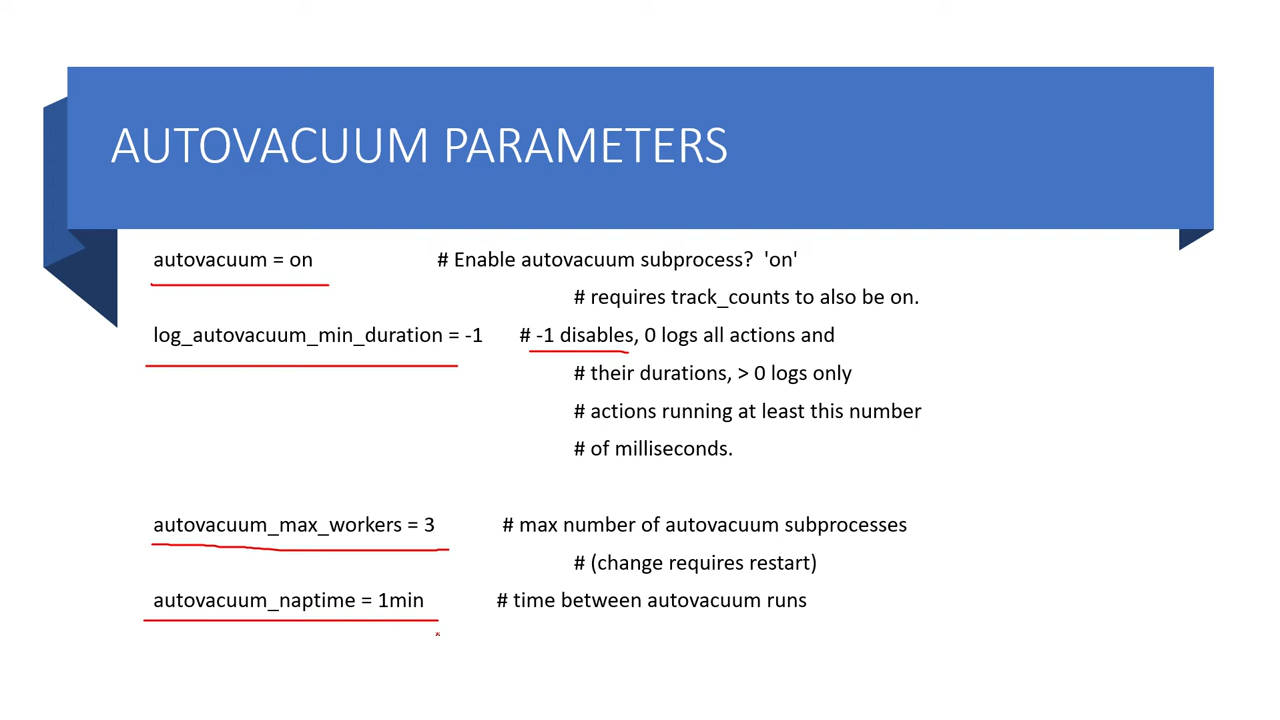 AUTOVACUUM PARAMETERS
autovacuum = on # Enable autovacuum subprocess? 'on'
# requires track_counts to also be on.
log_autovacuum_min_duration = -1 # -1 disables, 0 logs all actions and
# their durations, > 0 logs only
# actions running at least this number
# of milliseconds.
autovacuum_max_workers = 3 # max number of autovacuum subprocesses
# (change requires restart)
autovacuum_naptime = 1min # time between autovacuum runs